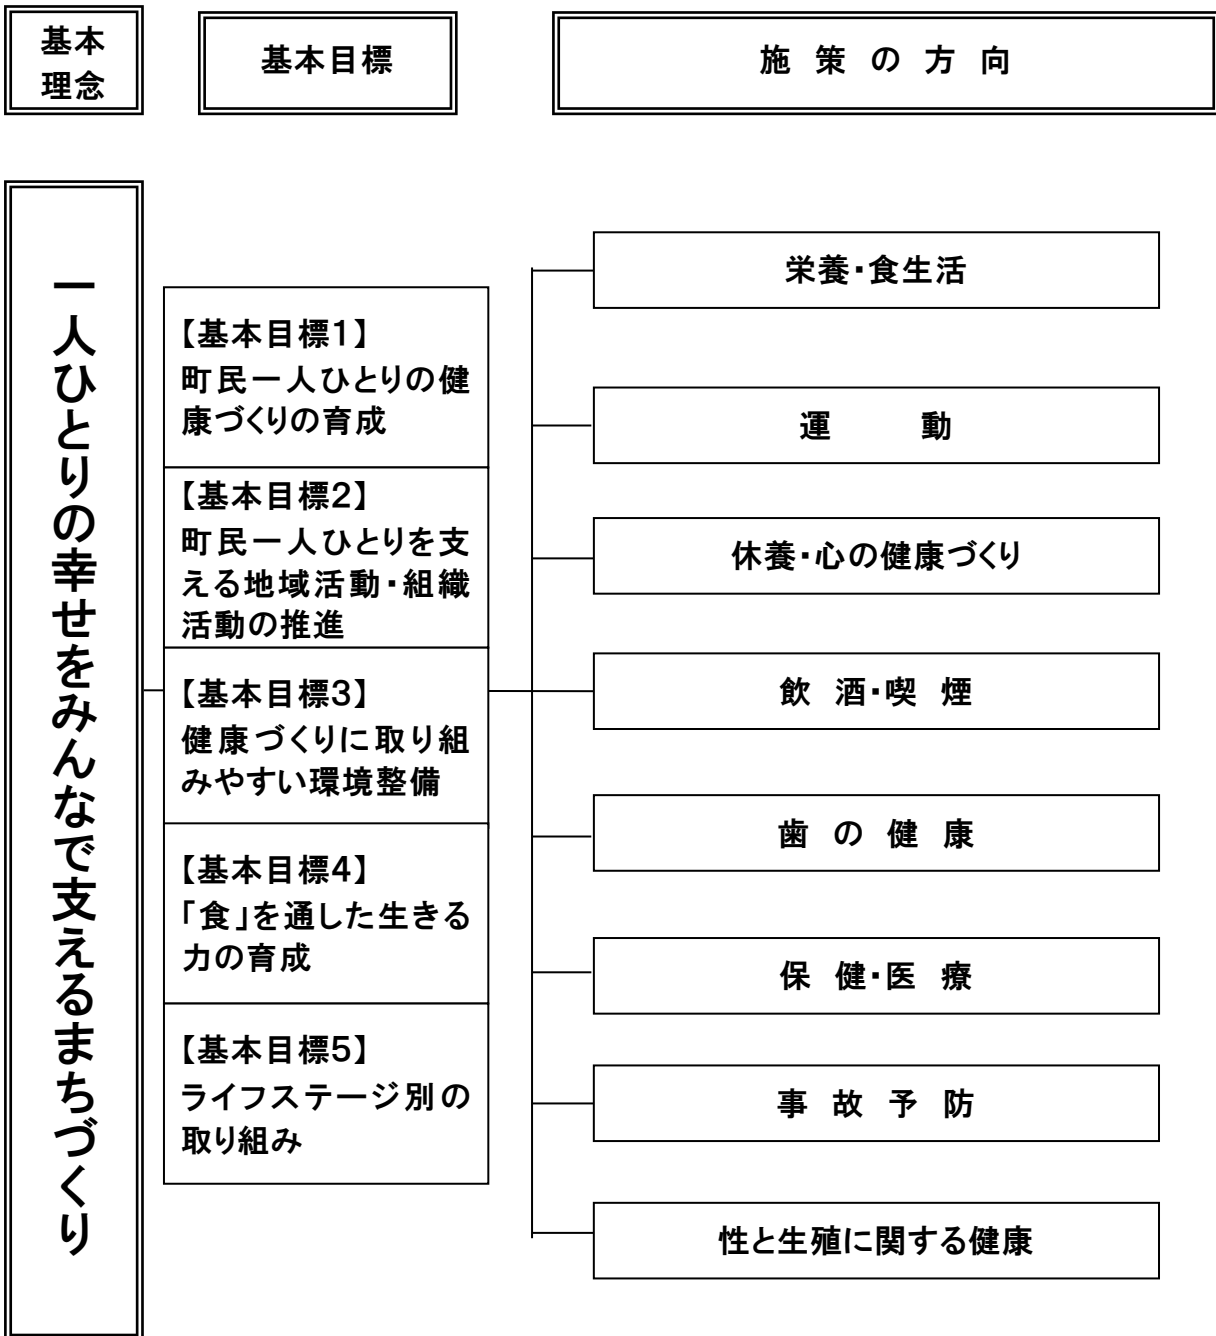 基本
理念
基本目標
施策の方向
一人ひとりの幸せをみんなで支えるまちづくり
【基本目標1】
町民一人ひとりの健
康づくりの育成
【基本目標2】
町民一人ひとりを支
える地域活動・組織
活動の推進
【基本目標3】
健康づくりに取り組
みやすい環境整備
【基本目標4】
「食」を通した生きる
力の育成
【基本目標5】
ライフステージ別の
取り組み
栄養・食生活
運動
休養・心の健康づくり
飲酒・喫煙
歯の健康
保健・医療
事故予防
性と生殖に関する健康